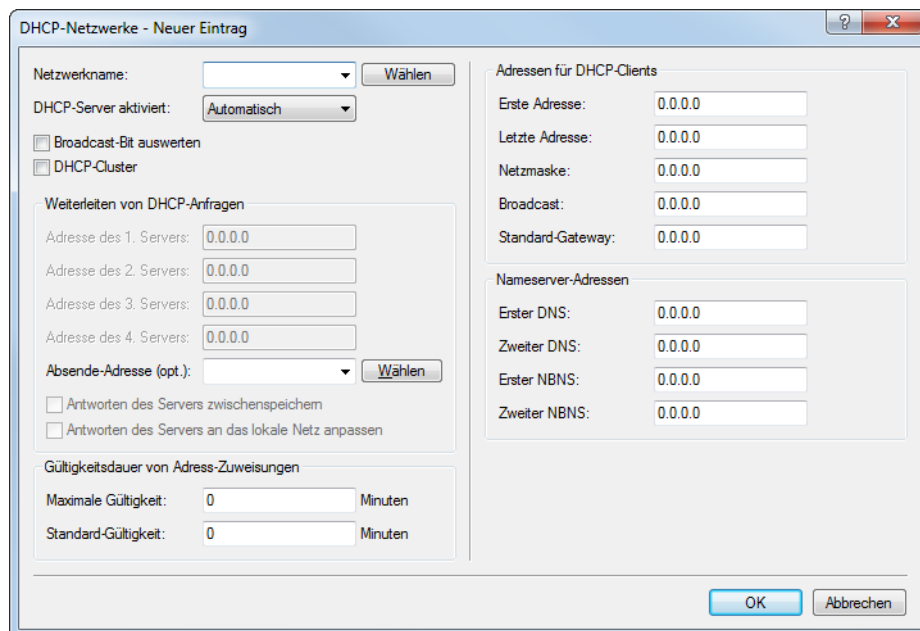 DHCP-Netzwerke - Neuer Eintrag
Netzwerkname:
Wählen
DHCP-Server aktiviert:
Automatisch
Broadcast-Bit auswerten
DHCP-Cluster
Weiterleiten von DHCP-Anfragen
Adresse des 1. Servers: 0.0.0.0
Adresse des 2. Servers: 0.0.0.0
Adresse des 3. Servers: 0.0.0.0
Adresse des 4. Servers: 0.0.0.0
Absende-Adresse (opt.):
Wählen
Antworten des Servers zwischenspeichern
Antworten des Servers an das lokale Netz anpassen
Gültigkeitsdauer von Adress-Zuweisungen
Maximale Gültigkeit: 0 Minuten
Standard-Gültigkeit: 0 Minuten
Adressen für DHCP-Clients
Erste Adresse: 0.0.0.0
Letzte Adresse: 0.0.0.0
Netzmaske: 0.0.0.0
Broadcast: 0.0.0.0
Standard-Gateway: 0.0.0.0
Nameserver-Adressen
Erster DNS: 0.0.0.0
Zweiter DNS: 0.0.0.0
Erster NBNS: 0.0.0.0
Zweiter NBNS: 0.0.0.0
OK
Abbrechen